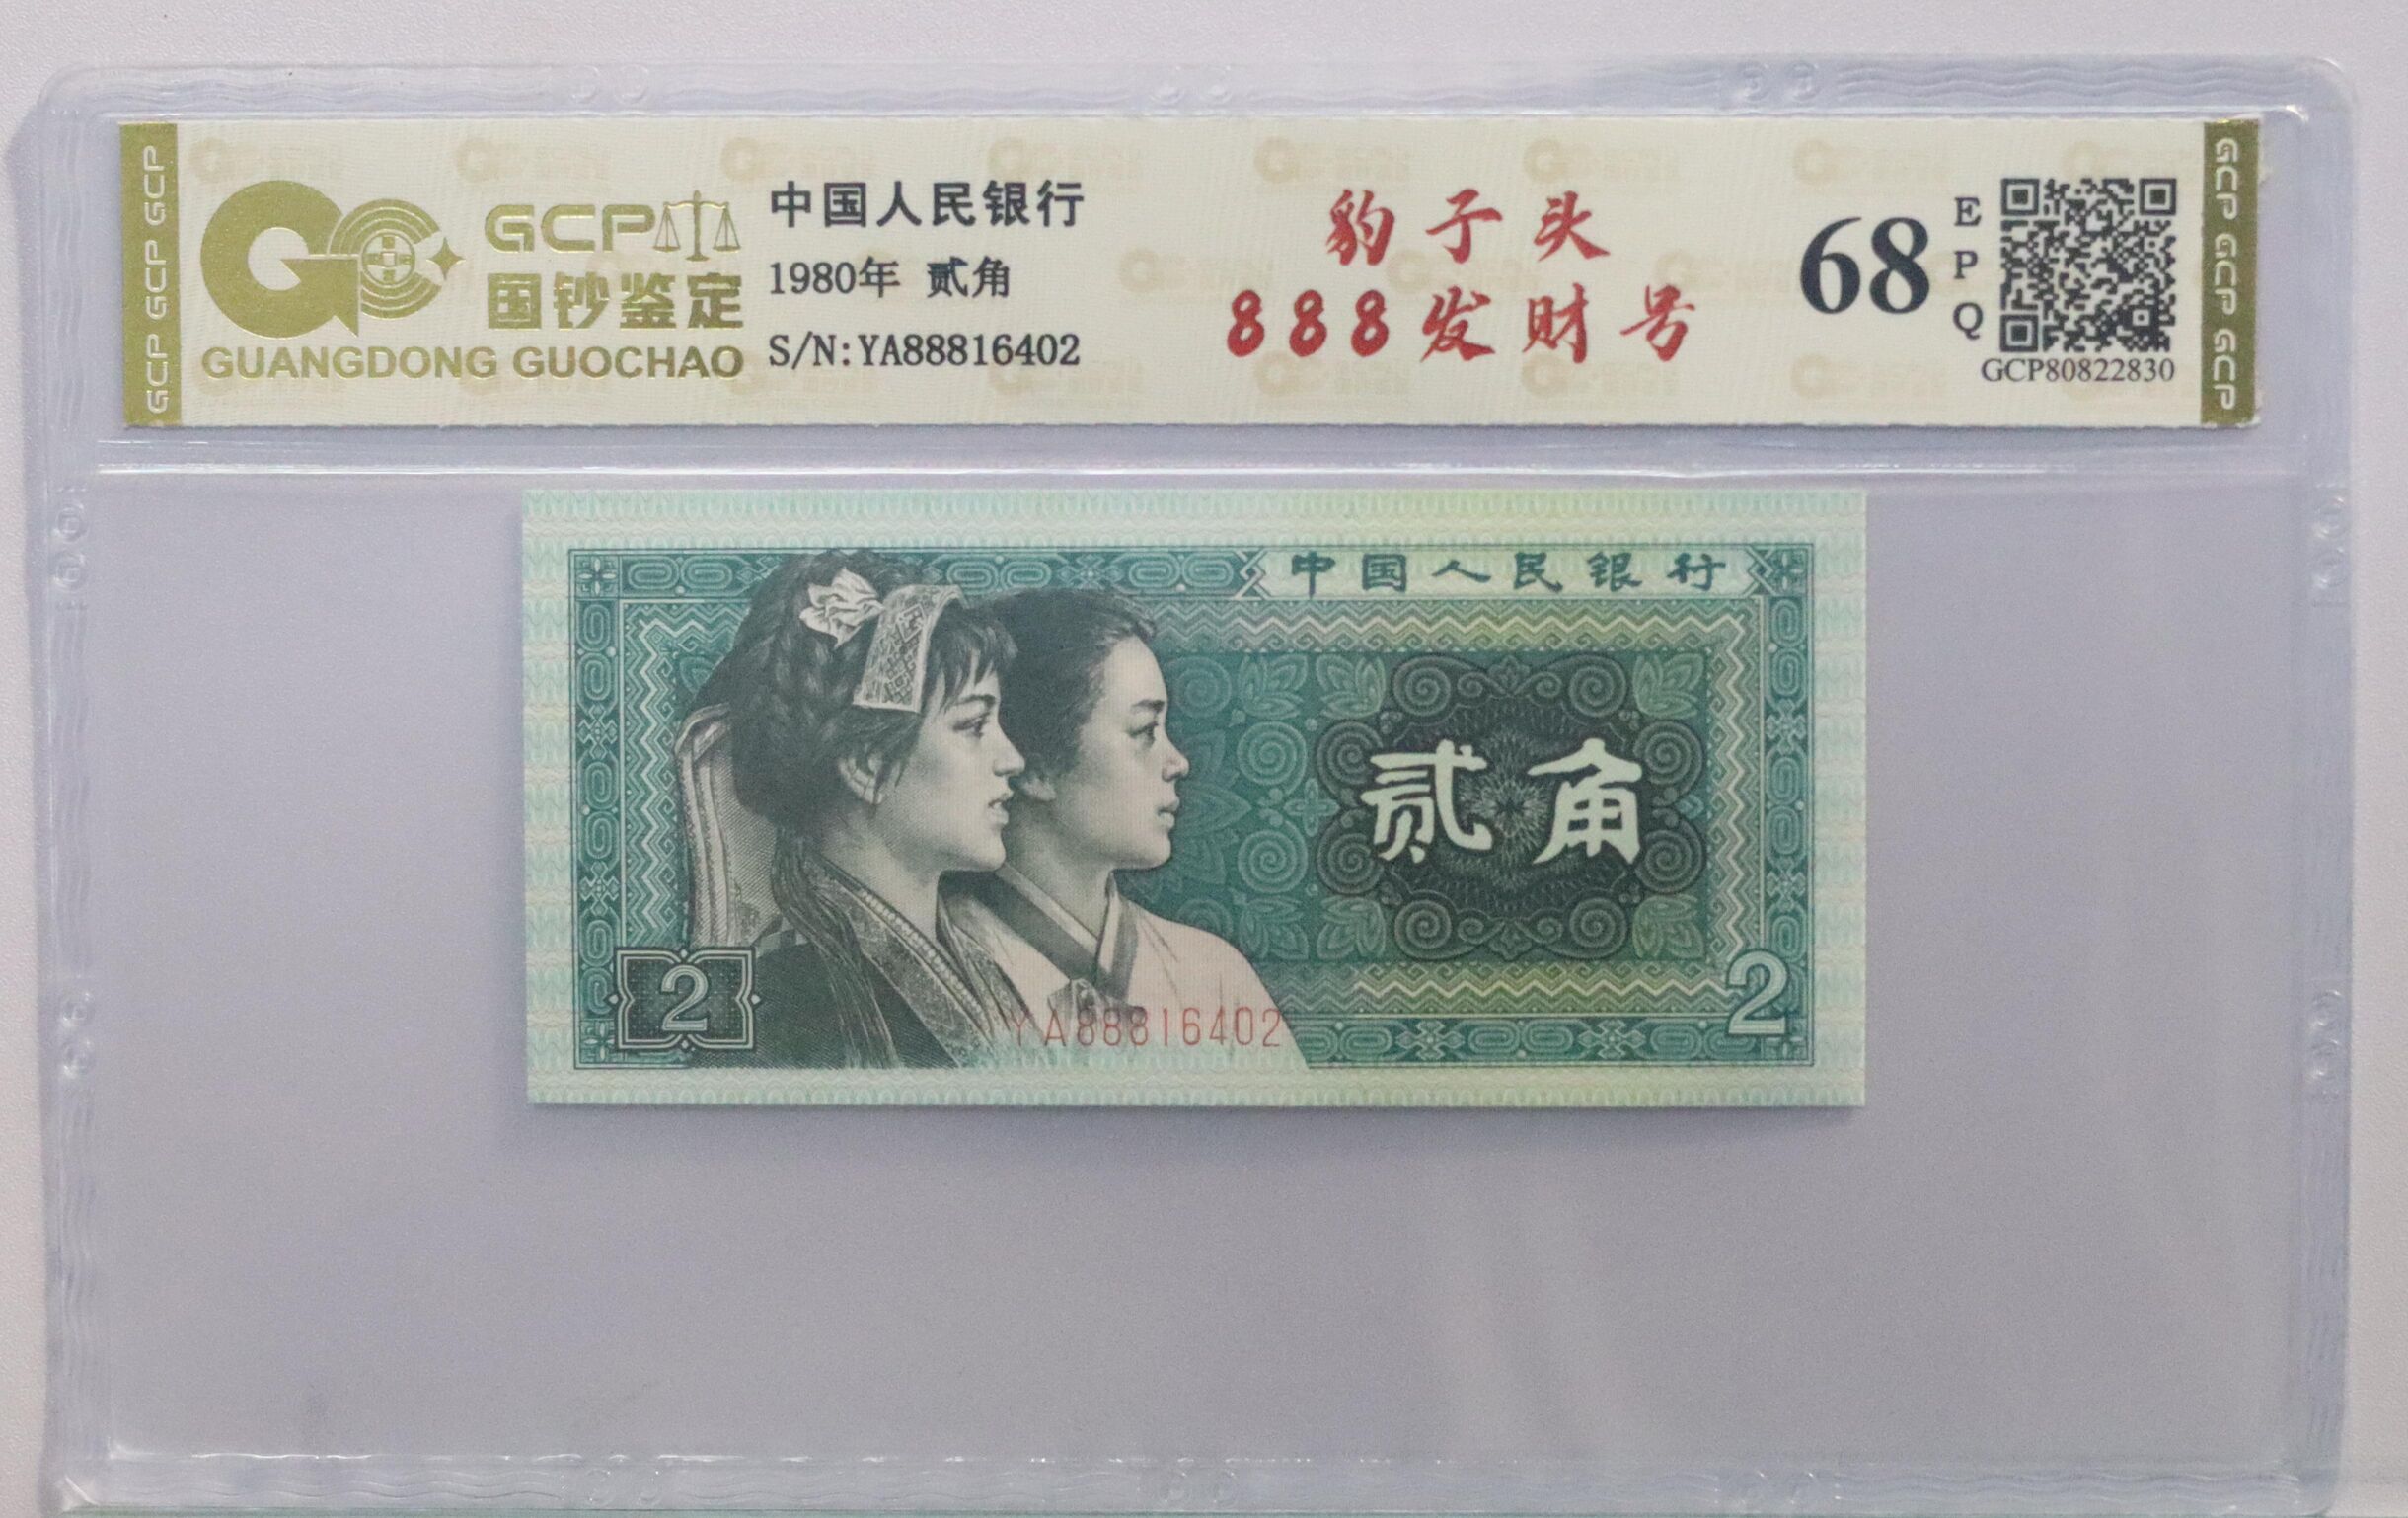 GCP GCP GCP
GCP
国钞鉴定
GUANGDONG GUOCHAO
中国人民银行
1980年 贰角
S/N:YA88816402
豹子头
888发财号
68
EPQ
GCP80822830
GCP GCP GCP
中国人民银行
贰角
2
2
YA88816402